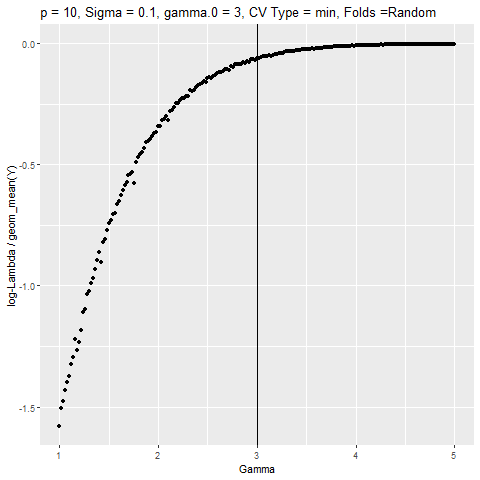 p = 10, Sigma = 0.1, gamma.0 = 3, CV Type = min, Folds =Random
0.0
-0.5
-1.0
-1.5
log-Lambda / geom_mean(Y)
1 2 3 4 5
Gamma